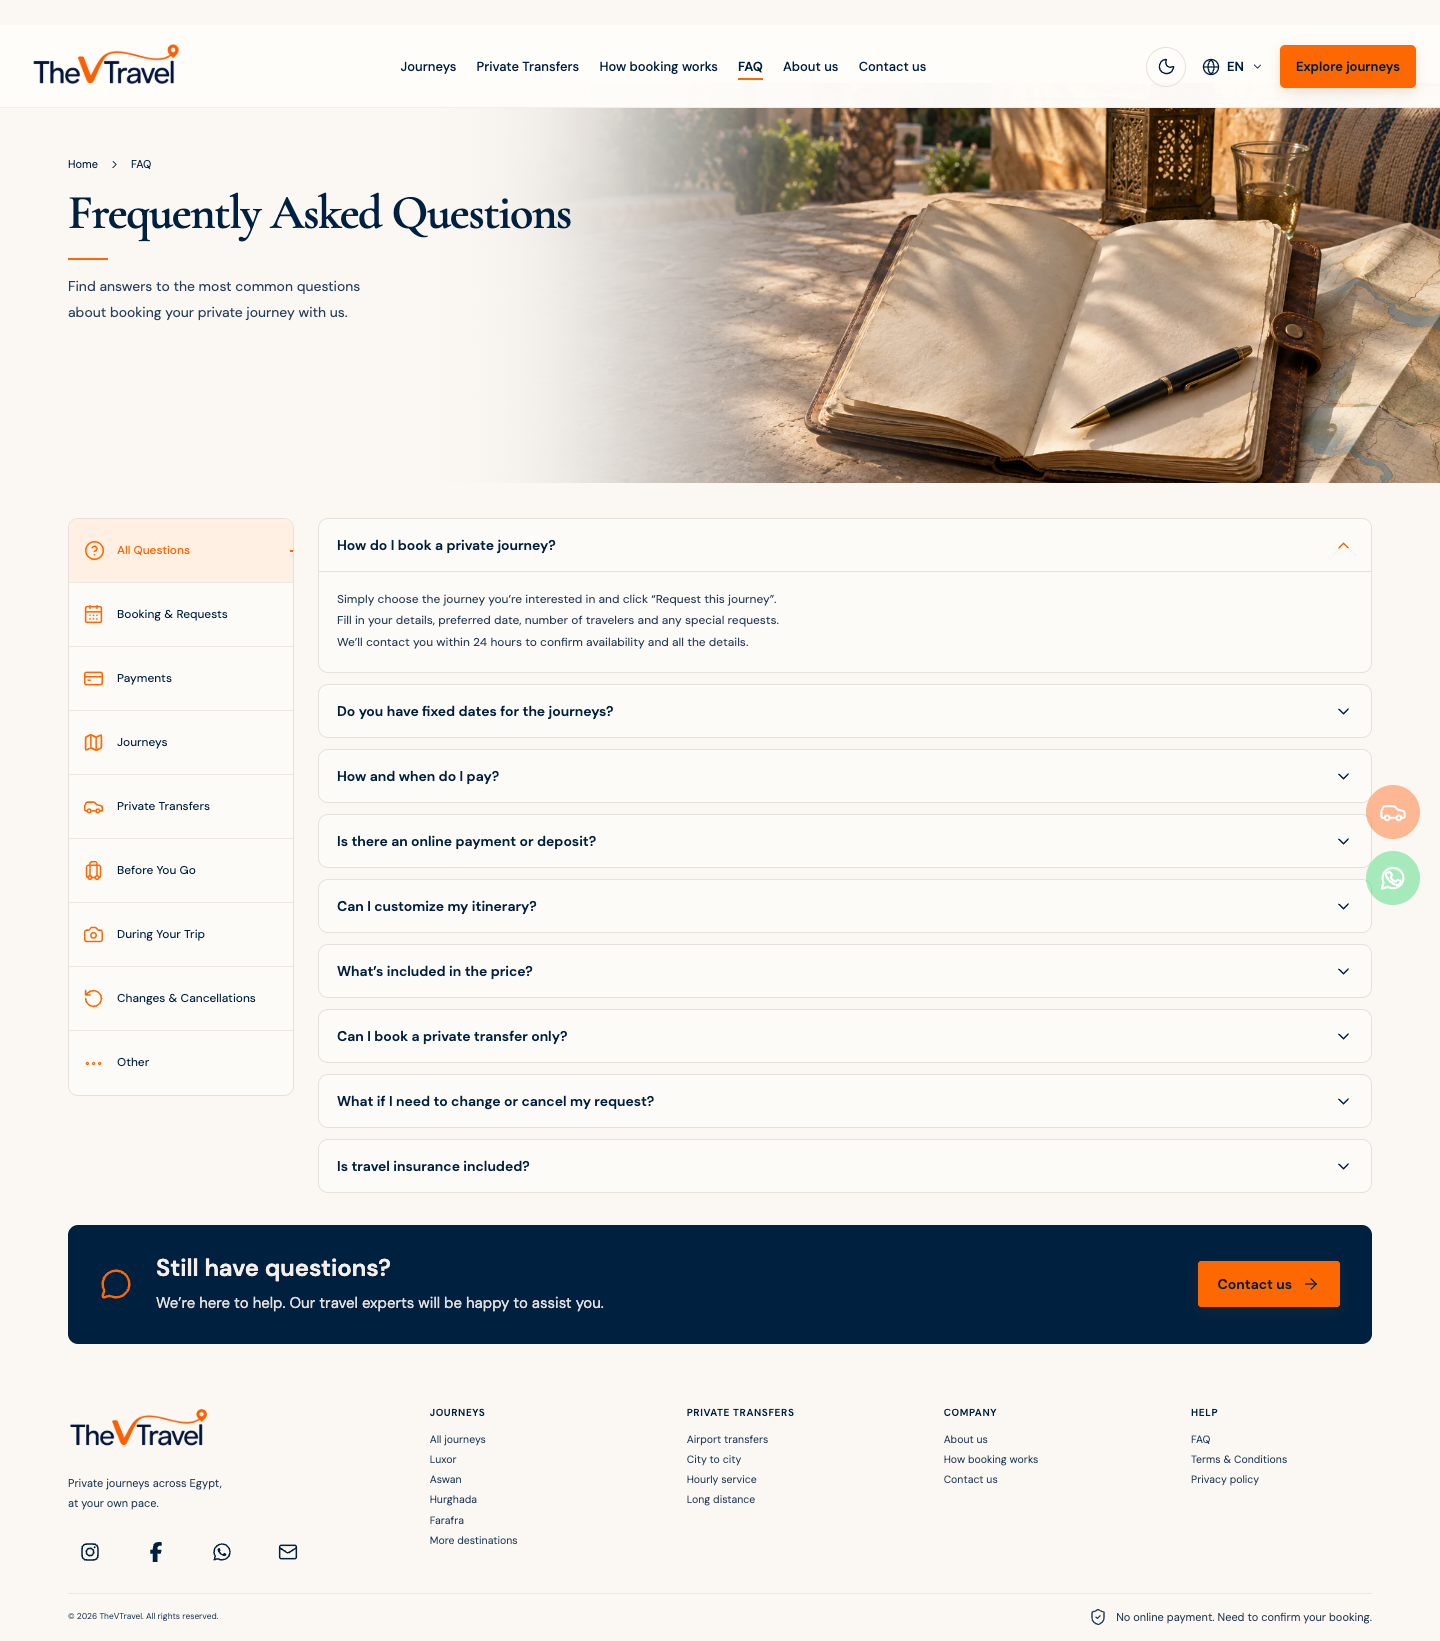 TheVTravel
Journeys
Private Transfers
How booking works
FAQ
About us
Contact us
EN
Explore journeys
Home
FAQ
Frequently Asked Questions
Find answers to the most common questions
about booking your private journey with us.
All Questions
Booking & Requests
Payments
Journeys
Private Transfers
Before You Go
During Your Trip
Changes & Cancellations
Other
How do I book a private journey?
Simply choose the journey you’re interested in and click “Request this journey”.
Fill in your details, preferred date, number of travelers and any special requests.
We’ll contact you within 24 hours to confirm availability and all the details.
Do you have fixed dates for the journeys?
How and when do I pay?
Is there an online payment or deposit?
Can I customize my itinerary?
What’s included in the price?
Can I book a private transfer only?
What if I need to change or cancel my request?
Is travel insurance included?
Still have questions?
We’re here to help. Our travel experts will be happy to assist you.
Contact us
TheVTravel
Private journeys across Egypt,
at your own pace.
JOURNEYS
All journeys
Luxor
Aswan
Hurghada
Farafra
More destinations
PRIVATE TRANSFERS
Airport transfers
City to city
Hourly service
Long distance
COMPANY
About us
How booking works
Contact us
HELP
FAQ
Terms & Conditions
Privacy policy
© 2026 TheVTravel. All rights reserved.
No online payment. Need to confirm your booking.